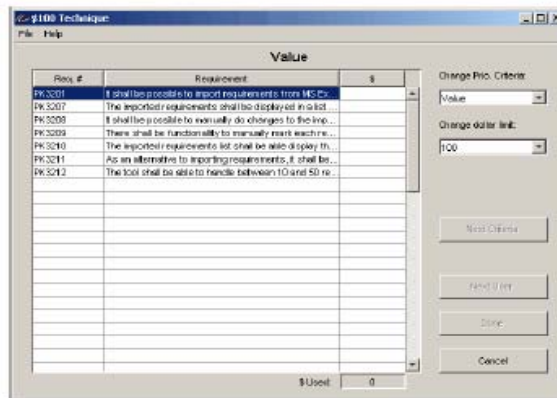 $100 Technique
File Help
Value
Req. # Requirement $
PK3201 It shall be possible to import requirements from MS Ex...
PK3207 The imported requirements shall be displayed in a list ...
PK3208 It shall be possible to manually do changes to the imp...
PK3209 There shall be functionality to manually mark each re...
PK3210 The imported requirements list shall be able display th...
PK3211 As an alternative to importing requirements, it shall be...
PK3212 The tool shall be able to handle between 10 and 50 re...
$ Used: 0
Change Prio. Criteria:
Value
Change dollar limit:
100
Next Criteria
Next User
Done
Cancel